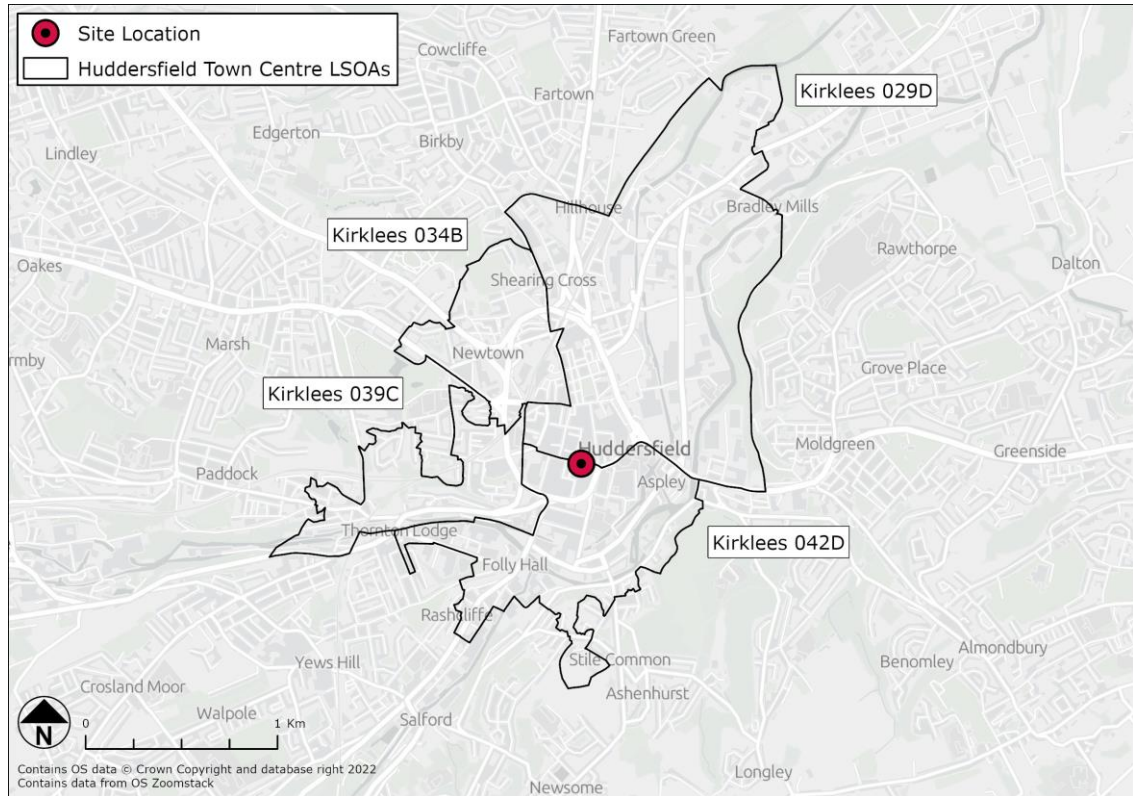 Site Location
Huddersfield Town Centre LSOAs
Cowcliffe
Fartown Green
Kirklees 029D
Fartown
Edgerton
Birkby
Lindley
Hillhouse
Bradley Mills
Kirklees 034B
Rawthorpe
Oakes
Dalton
Shearing Cross
Marsh
Newtown
Grove Place
Kirklees 039C
Huddersfield
Moldgreen
Greenside
Paddock
Aspley
Thornton Lodge
Kirklees 042D
Folly Hall
Rashcliffe
Yews Hill
Stile Common
Almondbury
Benomley
Crosland Moor
Ashenhurst
Walpole
Salford
N
0 1 Km
Longley
Newsome
Contains OS data © Crown Copyright and database right 2022
Contains data from OS Zoomstack